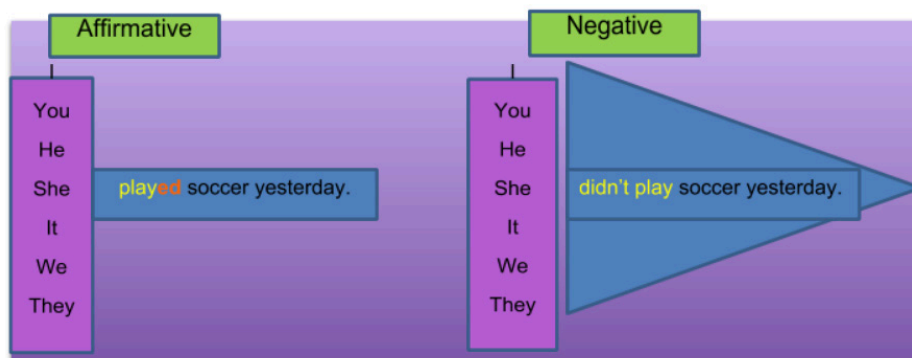 Affirmative
I
You
He
She
It
We
They
played soccer yesterday.
Negative
I
You
He
She
It
We
They
didn't play soccer yesterday.